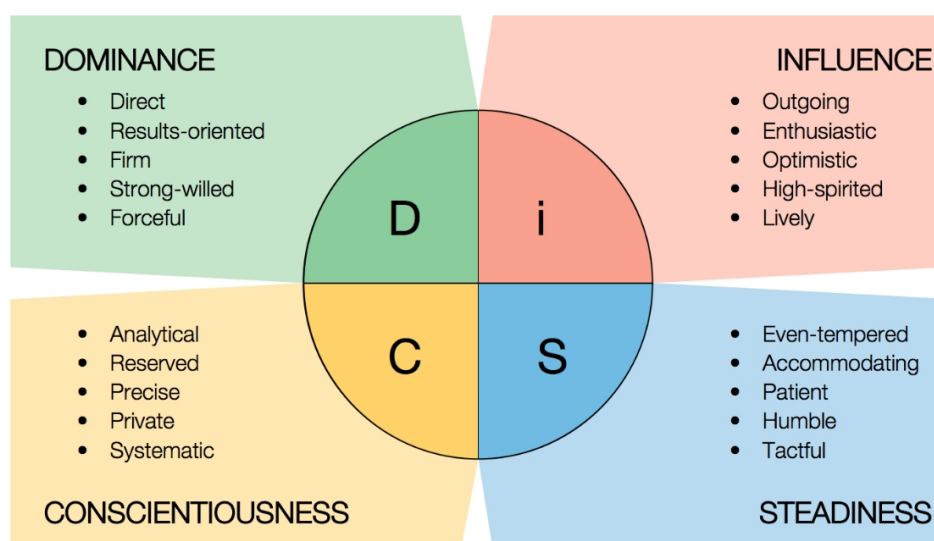 DOMINANCE
• Direct
• Results-oriented
• Firm
• Strong-willed
• Forceful
INFLUENCE
• Outgoing
• Enthusiastic
• Optimistic
• High-spirited
• Lively
D
i
C
S
• Analytical
• Reserved
• Precise
• Private
• Systematic
CONSCIENTIOUSNESS
• Even-tempered
• Accommodating
• Patient
• Humble
• Tactful
STEADINESS